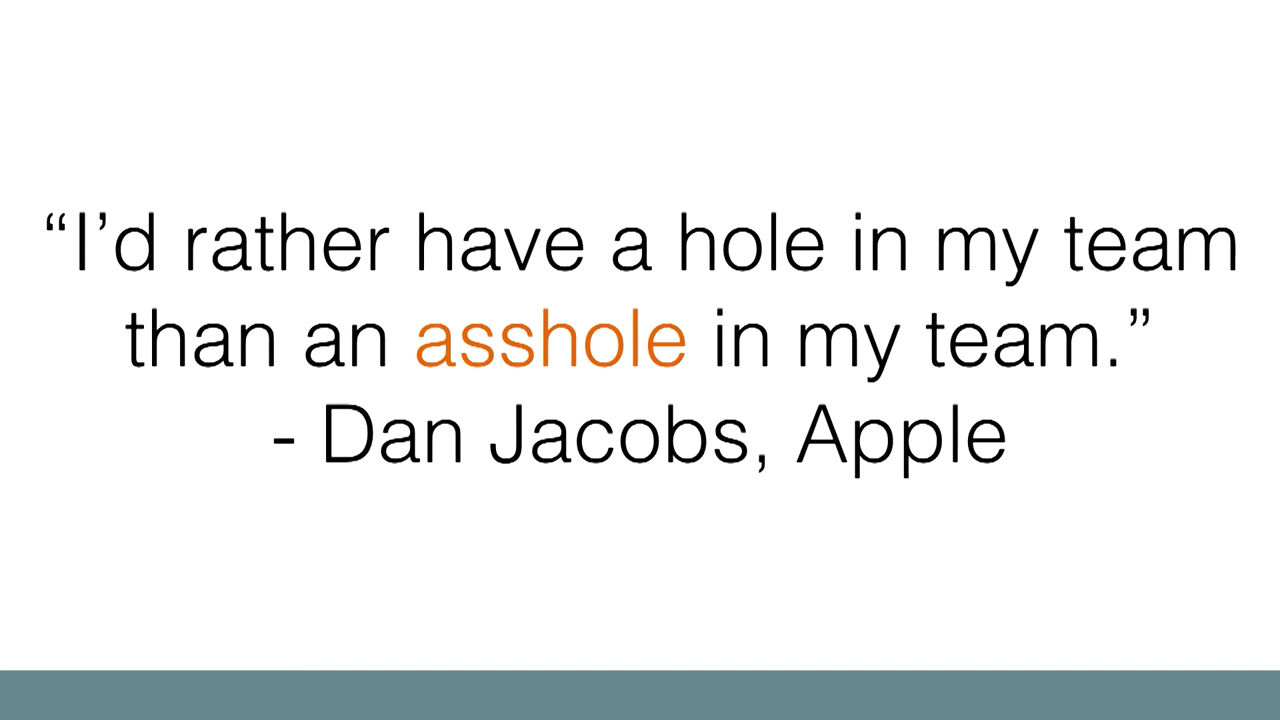 “I’d rather have a hole in my team
than an asshole in my team.”
- Dan Jacobs, Apple